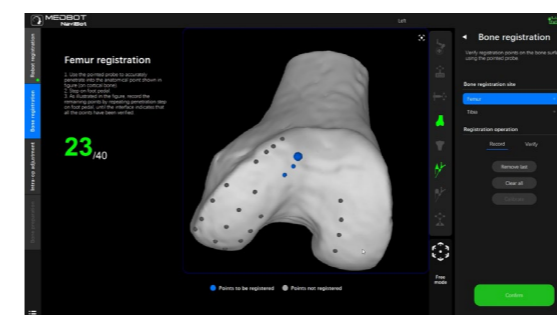 MEDBOT
NaviBot
Left
Robot registration
Bone registration
Intra-op adjustment
Bone preparation
Femur registration
1. Use the pointed probe to accurately
penetrate into the anatomical point shown in
figure (on cortical bone)
2. Step on foot pedal
3. As illustrated in the figure, record the
remaining points by repeating penetration step
on foot pedal, until the interface indicates that
all the points have been verified
23/40
Points to be registered
Points not registered
Free
mode
Bone registration
Verify registration points on the bone
using the pointed probe.
Bone registration site
Femur
Tibia
Registration operation
Record
Verify
Remove last
Clear all
Confirm